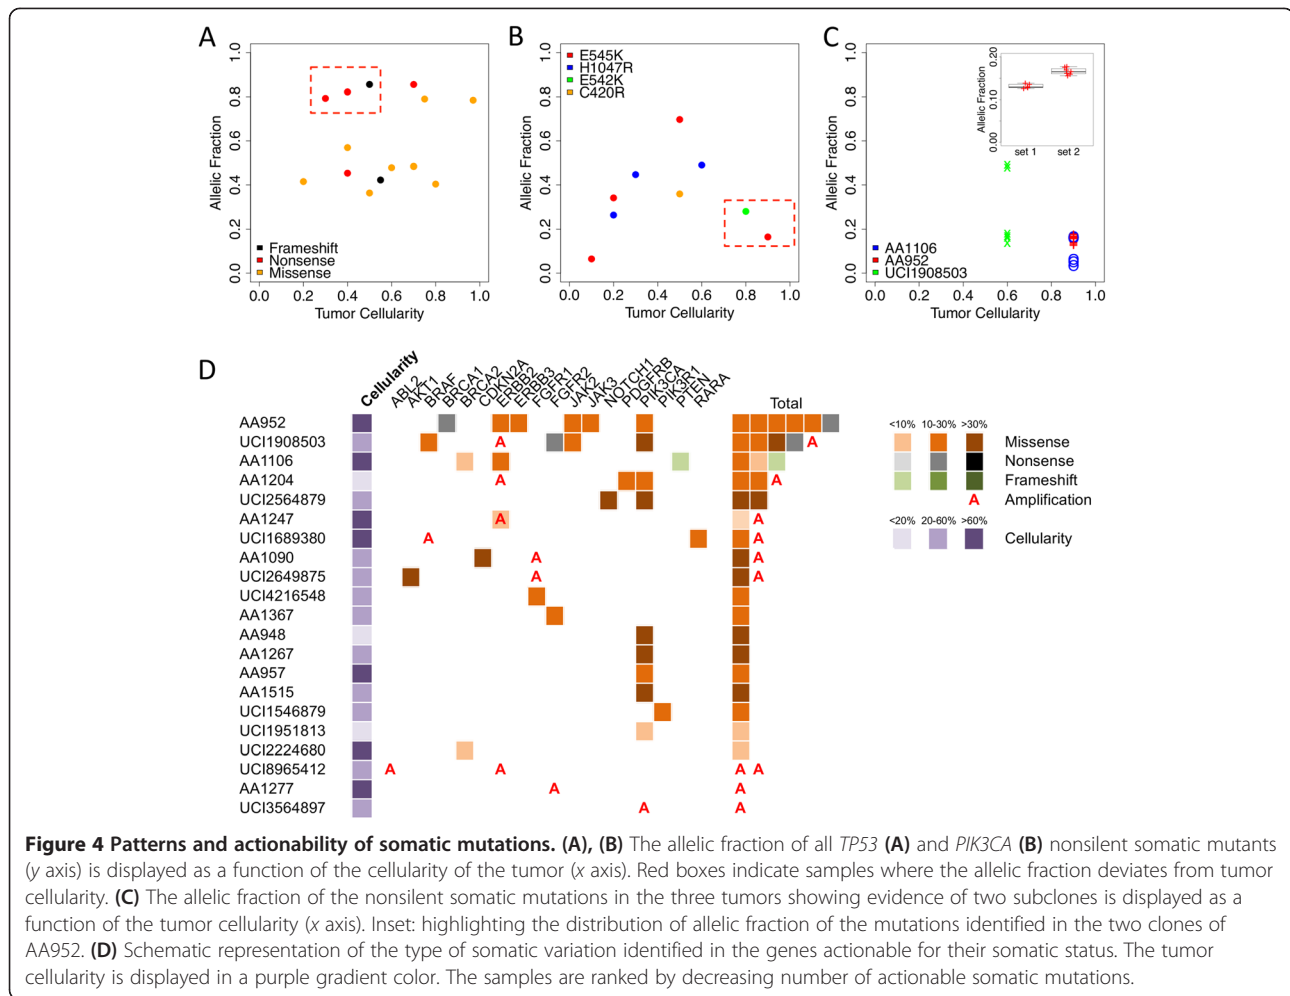 A
1.0
0.8
0.6
0.4
0.2
0.0
Allelic Fraction
Frameshift
Nonsense
Missense
0.0 0.2 0.4 0.6 0.8 1.0
Tumor Cellularity
B
1.0
0.8
0.6
0.4
0.2
0.0
Allelic Fraction
E545K
H1047R
E542K
C420R
0.0 0.2 0.4 0.6 0.8 1.0
Tumor Cellularity
C
1.0
0.8
0.6
0.4
0.2
0.0
Allelic Fraction
0.20
0.10
0.00
Allelic Fraction
set 1 set 2
AA1106
AA952
UCI1908503
0.0 0.2 0.4 0.6 0.8 1.0
Tumor Cellularity
D
Cellularity ABL2 AKT1 BRAF BRCA1 BRCA2 CDKN2A ERBB2 ERBB3 FGFR1 FGFR2 JAK2 JAK3 NOTCH1 PDGFRB PIK3CA PIK3R1 PTEN RARA
Total
AA952
UCI1908503 A A
AA1106
AA1204 A A
UCI2564879
AA1247 A A
UCI1689380 A A
AA1090 A A
UCI2649875 A A
UCI4216548
AA1367
AA948
AA1267
AA957
AA1515
UCI1546879
UCI1951813
UCI2224680
UCI8965412 A A A A
AA1277 A A
UCI3564897 A A
<10% 10-30% >30%
Missense
Nonsense
Frameshift
A Amplification
<20% 20-60% >60%
Cellularity
Figure 4 Patterns and actionability of somatic mutations. (A), (B) The allelic fraction of all TP53 (A) and PIK3CA (B) nonsilent somatic mutants
(y axis) is displayed as a function of the cellularity of the tumor (x axis). Red boxes indicate samples where the allelic fraction deviates from tumor
cellularity. (C) The allelic fraction of the nonsilent somatic mutations in the three tumors showing evidence of two subclones is displayed as a
function of the tumor cellularity (x axis). Inset: highlighting the distribution of allelic fraction of the mutations identified in the two clones of
AA952. (D) Schematic representation of the type of somatic variation identified in the genes actionable for their somatic status. The tumor
cellularity is displayed in a purple gradient color. The samples are ranked by decreasing number of actionable somatic mutations.